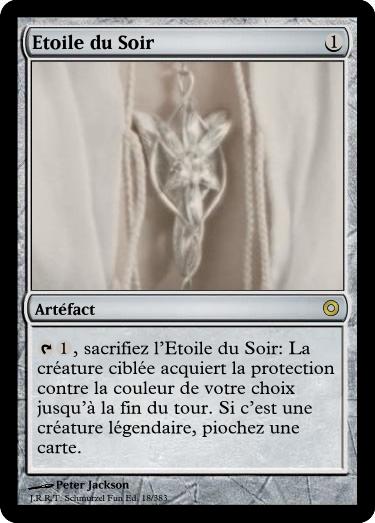 Etoile du Soir 1
Artéfact
1 , sacrifiez l'Etoile du Soir: La
créature ciblée acquiert la protection
contre la couleur de votre choix
jusqu'à la fin du tour. Si c'est une
créature légendaire, piochez une
carte.
Peter Jackson
J.R.R.T. Schmurzel Fun Ed. 18/383